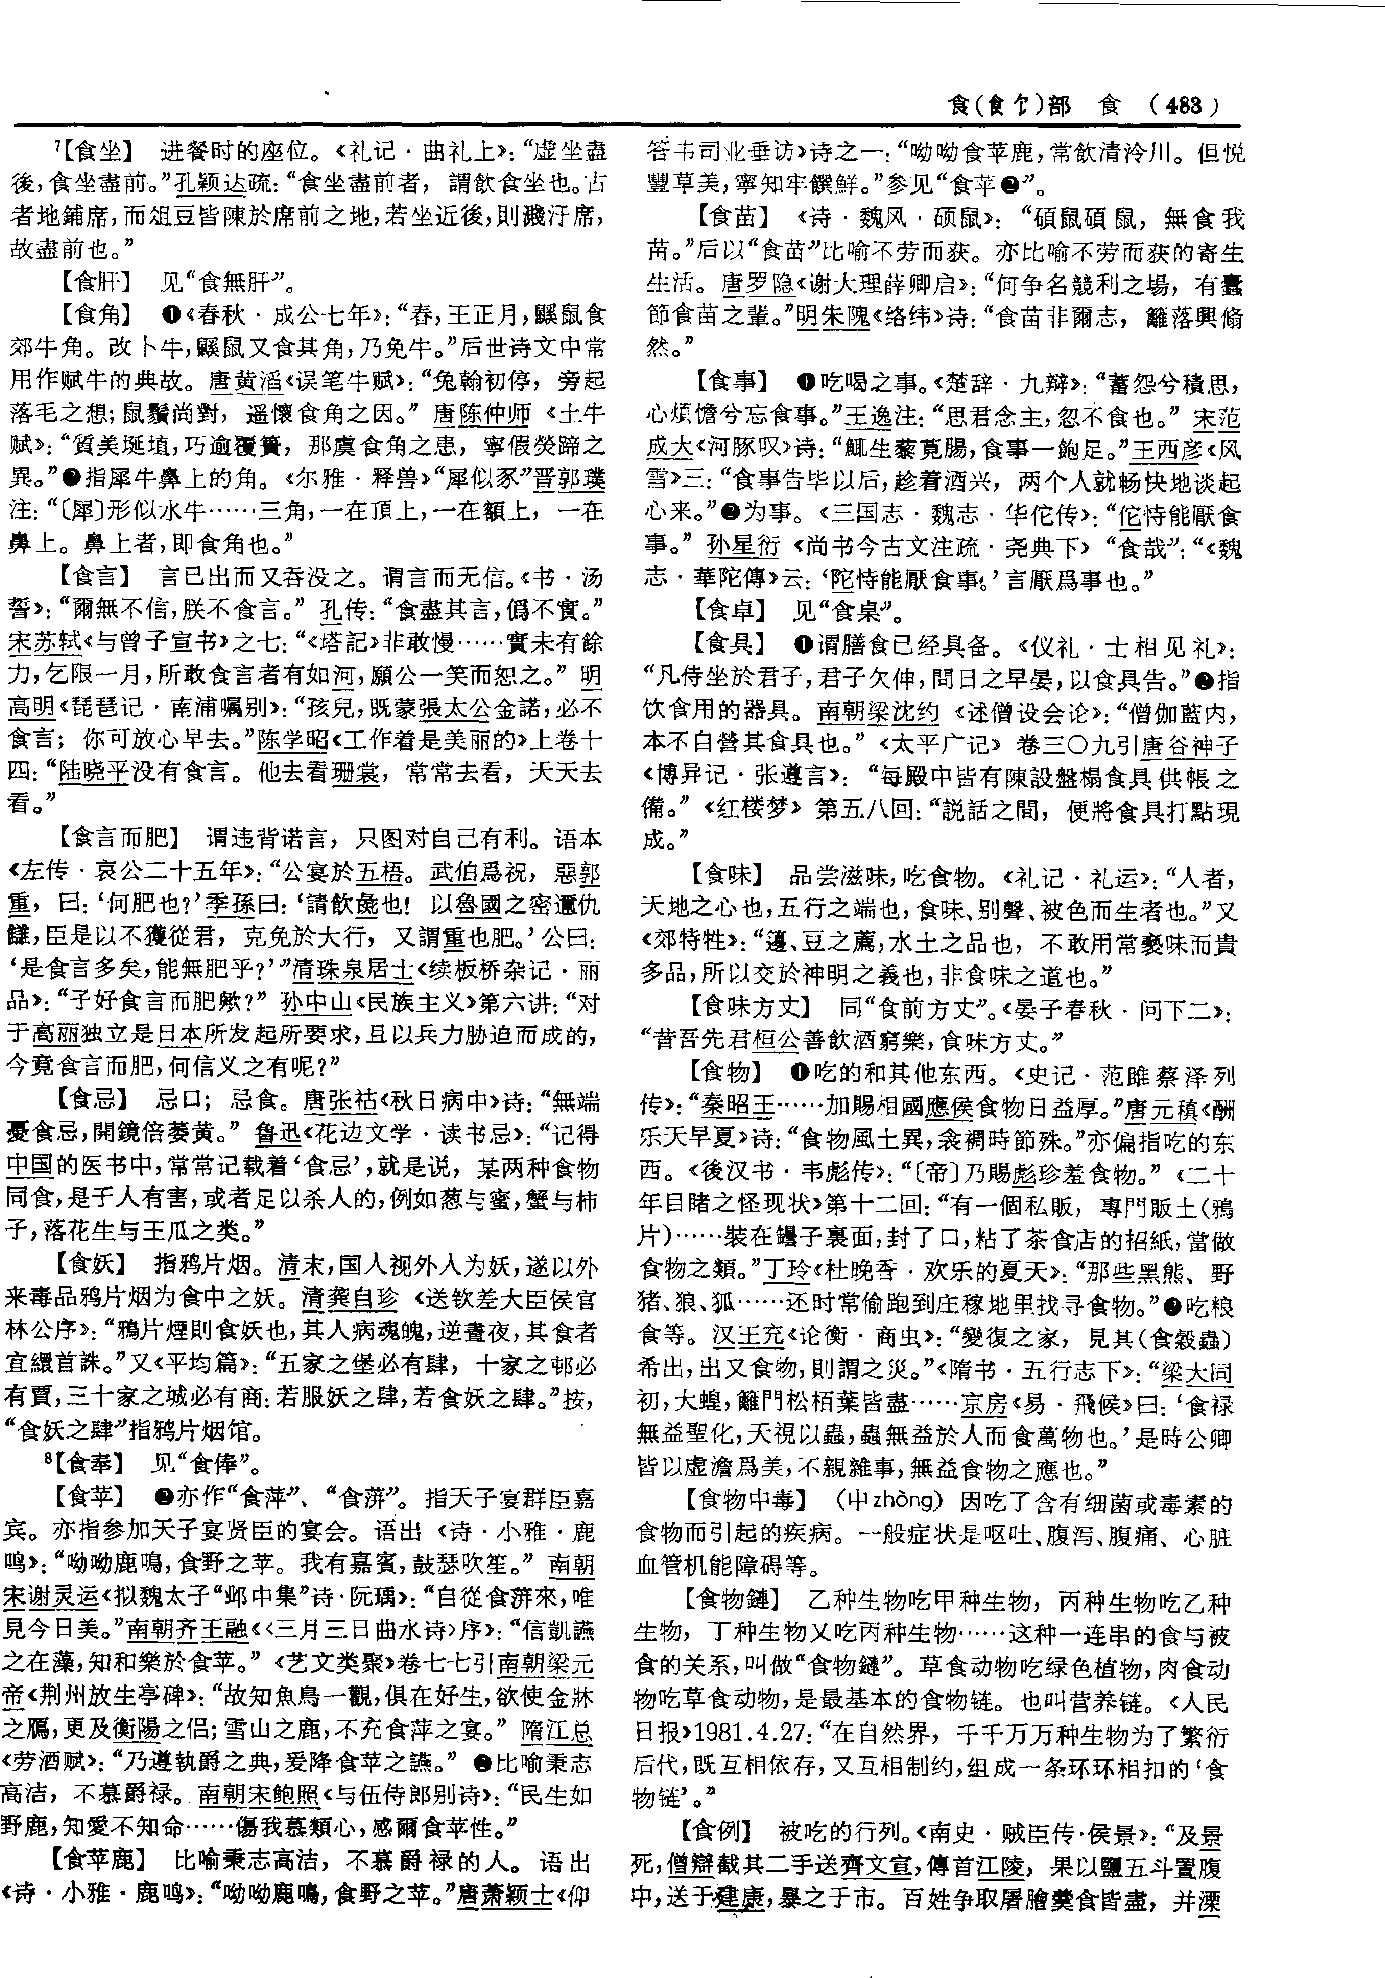 食(飠饣)部　食　(483)
⁷【食坐】　进餐时的座位。《礼记·曲礼上》：“虚坐盡
後，食坐盡前。”孔颖达疏：“食坐盡前者，謂飲食坐也。古
者地鋪席，而俎豆皆陳於席前之地，若坐近後，則濺汙席，
故盡前也。”
【食肝】　见“食無肝”。
【食角】　❶《春秋·成公七年》：“春，王正月，鼷鼠食
郊牛角。改卜牛，鼷鼠又食其角，乃免牛。”后世诗文中常
用作赋牛的典故。唐黄滔《误笔牛赋》：“兔翰初停，旁起
落毛之想；鼠鬚尚對，遥懷食角之因。”唐陈仲师《土牛
赋》：“質美埏埴，巧逾覆簣，那虞食角之患，寧假熒蹄之
異。”❷指犀牛鼻上的角。《尔雅·释兽》“犀似豕”晋郭璞
注：“〔犀〕形似水牛……三角，一在頂上，一在額上，一在
鼻上。鼻上者，即食角也。”
【食言】　言已出而又吞没之。谓言而无信。《书·汤
誓》：“爾無不信，朕不食言。”孔传：“食盡其言，僞不實。”
宋苏轼《与曾子宣书》之七：“《塔記》非敢慢……實未有餘
力，乞限一月，所敢食言者有如河，願公一笑而恕之。”明
高明《琵琶记·南浦嘱别》：“孩兒，既蒙張太公金諾，必不
食言；你可放心早去。”陈学昭《工作着是美丽的》上卷十
四：“陆晓平没有食言。他去看珊裳，常常去看，天天去
看。”
【食言而肥】　谓违背诺言，只图对自己有利。语本
《左传·哀公二十五年》：“公宴於五梧。武伯爲祝，惡郭
重，曰：‘何肥也？’季孫曰：‘請飲彘也！以魯國之密邇仇
讎，臣是以不獲從君，克免於大行，又謂重也肥。’公曰：
‘是食言多矣，能無肥乎？’”清珠泉居士《续板桥杂记·丽
品》：“子好食言而肥歟？”孙中山《民族主义》第六讲：“对
于高丽独立是日本所发起所要求，且以兵力胁迫而成的，
今竟食言而肥，何信义之有呢？”
【食忌】　忌口；忌食。唐张祜《秋日病中》诗：“無端
憂食忌，開鏡倍萎黄。”鲁迅《花边文学·读书忌》：“记得
中国的医书中，常常记载着‘食忌’，就是说，某两种食物
同食，是于人有害，或者足以杀人的，例如葱与蜜，蟹与柿
子，落花生与王瓜之类。”
【食妖】　指鸦片烟。清末，国人视外人为妖，遂以外
来毒品鸦片烟为食中之妖。清龚自珍《送钦差大臣侯官
林公序》：“鴉片煙則食妖也，其人病魂魄，逆晝夜，其食者
宜繯首誅。”又《平均篇》：“五家之堡必有肆，十家之邨必
有賈，三十家之城必有商：若服妖之肆，若食妖之肆。”按，
“食妖之肆”指鸦片烟馆。
⁸【食奉】　见“食俸”。
【食苹】　❶亦作“食萍”、“食蓱”。指天子宴群臣嘉
宾。亦指参加天子宴贤臣的宴会。语出《诗·小雅·鹿
鸣》：“呦呦鹿鳴，食野之苹。我有嘉賓，鼓瑟吹笙。”南朝
宋谢灵运《拟魏太子“邺中集”诗·阮瑀》：“自從食蓱來，唯
見今日美。”南朝齐王融《〈三月三日曲水诗〉序》：“信凱讌
之在藻，知和樂於食苹。”《艺文类聚》卷七七引南朝梁元
帝《荆州放生亭碑》：“故知魚鳥一觀，俱在好生，欲使金牀
之鴈，更及衡陽之侣；雪山之鹿，不充食萍之宴。”隋江总
《劳酒赋》：“乃遵執爵之典，爰降食苹之讌。”❷比喻秉志
高洁，不慕爵禄。南朝宋鲍照《与伍侍郎别诗》：“民生如
野鹿，知愛不知命……傷我慕類心，感爾食苹性。”
【食苹鹿】　比喻秉志高洁，不慕爵禄的人。语出
《诗·小雅·鹿鸣》：“呦呦鹿鳴，食野之苹。”唐萧颖士《仰
答韦司业垂访》诗之一：“呦呦食苹鹿，常飲清泠川。但悦
豐草美，寧知牢饌鮮。”参见“食苹❷”。
【食苗】　《诗·魏风·硕鼠》：“碩鼠碩鼠，無食我
苗。”后以“食苗”比喻不劳而获。亦比喻不劳而获的寄生
生活。唐罗隐《谢大理薛卿启》：“何争名競利之場，有蠹
節食苗之輩。”明朱隗《络纬》诗：“食苗非爾志，籬落興翛
然。”
【食事】　❶吃喝之事。《楚辞·九辩》：“蓄怨兮積思，
心煩憺兮忘食事。”王逸注：“思君念主，忽不食也。”宋范
成大《河豚叹》诗：“鯫生藜莧腸，食事一飽足。”王西彦《风
雪》三：“食事告毕以后，趁着酒兴，两个人就畅快地谈起
心来。”❷为事。《三国志·魏志·华佗传》：“佗恃能厭食
事。”孙星衍《尚书今古文注疏·尧典下》“食哉”：“《魏
志·華陀傳》云：‘陀恃能厭食事。’言厭爲事也。”
【食卓】　见“食桌”。
【食具】　❶谓膳食已经具备。《仪礼·士相见礼》：
“凡侍坐於君子，君子欠伸，問日之早晏，以食具告。”❷指
饮食用的器具。南朝梁沈约《述僧设会论》：“僧伽藍内，
本不自營其食具也。”《太平广记》卷三〇九引唐谷神子
《博异记·张遵言》：“每殿中皆有陳設盤榻食具供帳之
備。”《红楼梦》第五八回：“説話之間，便將食具打點現
成。”
【食味】　品尝滋味，吃食物。《礼记·礼运》：“人者，
天地之心也，五行之端也，食味、别聲、被色而生者也。”又
《郊特牲》：“籩、豆之薦，水土之品也，不敢用常褻味而貴
多品，所以交於神明之義也，非食味之道也。”
【食味方丈】　同“食前方丈”。《晏子春秋·问下二》：
“昔吾先君桓公善飲酒窮樂，食味方丈。”
【食物】　❶吃的和其他东西。《史记·范雎蔡泽列
传》：“秦昭王……加賜相國應侯食物日益厚。”唐元稹《酬
乐天早夏》诗：“食物風土異，衾裯時節殊。”亦偏指吃的东
西。《後汉书·韦彪传》：“〔帝〕乃賜彪珍羞食物。”《二十
年目睹之怪现状》第十二回：“有一個私販，專門販土（鴉
片）……裝在罎子裏面，封了口，粘了茶食店的招紙，當做
食物之類。”丁玲《杜晚香·欢乐的夏天》：“那些黑熊、野
猪、狼、狐……还时常偷跑到庄稼地里找寻食物。”❷吃粮
食等。汉王充《论衡·商虫》：“變復之家，見其（食穀蟲）
希出，出又食物，則謂之災。”《隋书·五行志下》：“梁大同
初，大蝗，籬門松栢葉皆盡……京房《易·飛候》曰：‘食禄
無益聖化，天視以蟲，蟲無益於人而食萬物也。’是時公卿
皆以虚澹爲美，不親雜事，無益食物之應也。”
【食物中毒】　（中zhòng）因吃了含有细菌或毒素的
食物而引起的疾病。一般症状是呕吐、腹泻、腹痛、心脏
血管机能障碍等。
【食物鏈】　乙种生物吃甲种生物，丙种生物吃乙种
生物，丁种生物又吃丙种生物……这种一连串的食与被
食的关系，叫做“食物鏈”。草食动物吃绿色植物，肉食动
物吃草食动物，是最基本的食物链。也叫营养链。《人民
日报》1981.4.27：“在自然界，千千万万种生物为了繁衍
后代，既互相依存，又互相制约，组成一条环环相扣的‘食
物链’。”
【食例】　被吃的行列。《南史·贼臣传·侯景》：“及景
死，僧辯截其二手送齊文宣，傳首江陵，果以鹽五斗置腹
中，送于建康，暴之于市。百姓争取屠膾羹食皆盡，并溧